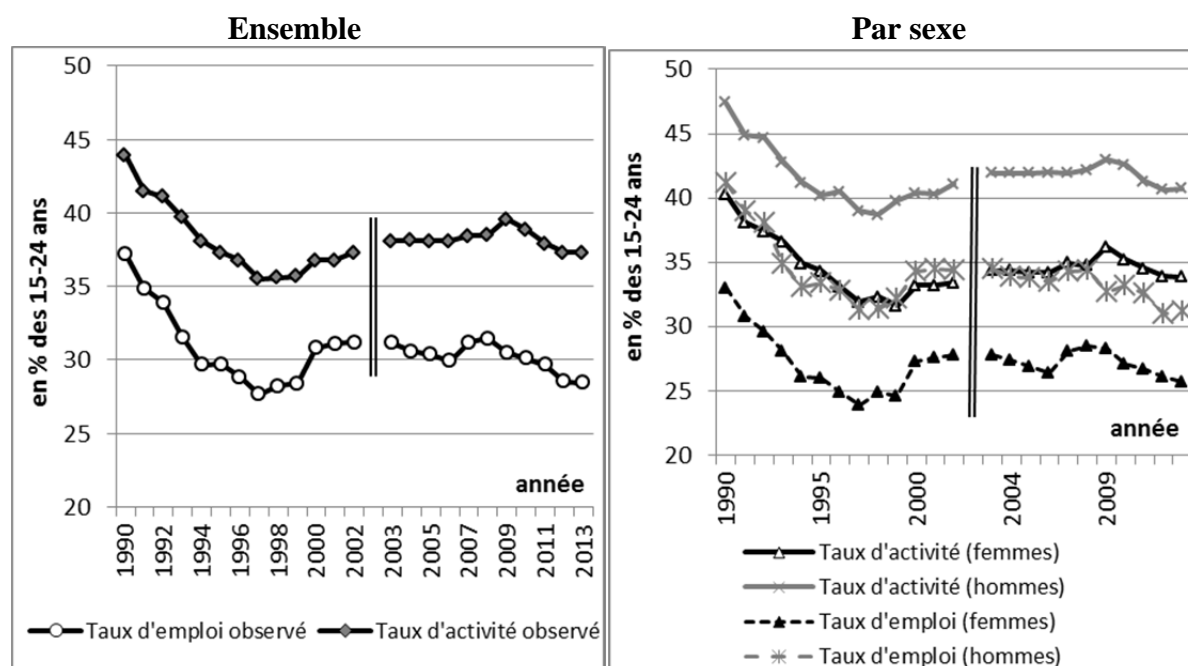 Ensemble
Par sexe
en % des 15-24 ans
50
45
40
35
30
25
20
année
1990
1992
1994
1996
1998
2000
2002
2003
2005
2007
2009
2011
2013
Taux d'emploi observé
Taux d'activité observé
en % des 15-24 ans
50
45
40
35
30
25
20
année
1990
1995
2000
2004
2009
Taux d'activité (femmes)
Taux d'activité (hommes)
Taux d'emploi (femmes)
Taux d'emploi (hommes)